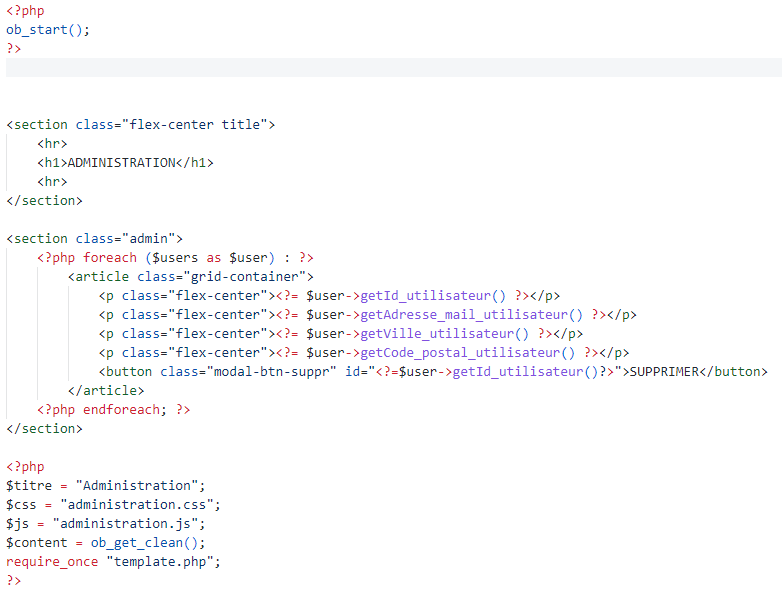 <?php
ob_start();
?>
<section class="flex-center title">
    <hr>
    <h1>ADMINISTRATION</h1>
    <hr>
</section>
<section class="admin">
    <?php foreach ($users as $user) : ?>
        <article class="grid-container">
            <p class="flex-center"><?= $user->getId_utilisateur() ?></p>
            <p class="flex-center"><?= $user->getAdresse_mail_utilisateur() ?></p>
            <p class="flex-center"><?= $user->getVille_utilisateur() ?></p>
            <p class="flex-center"><?= $user->getCode_postal_utilisateur() ?></p>
            <button class="modal-btn-suppr" id="<?=$user->getId_utilisateur()?>">SUPPRIMER</button>
        </article>
    <?php endforeach; ?>
</section>
<?php
$titre = "Administration";
$css = "administration.css";
$js = "administration.js";
$content = ob_get_clean();
require_once "template.php";
?>